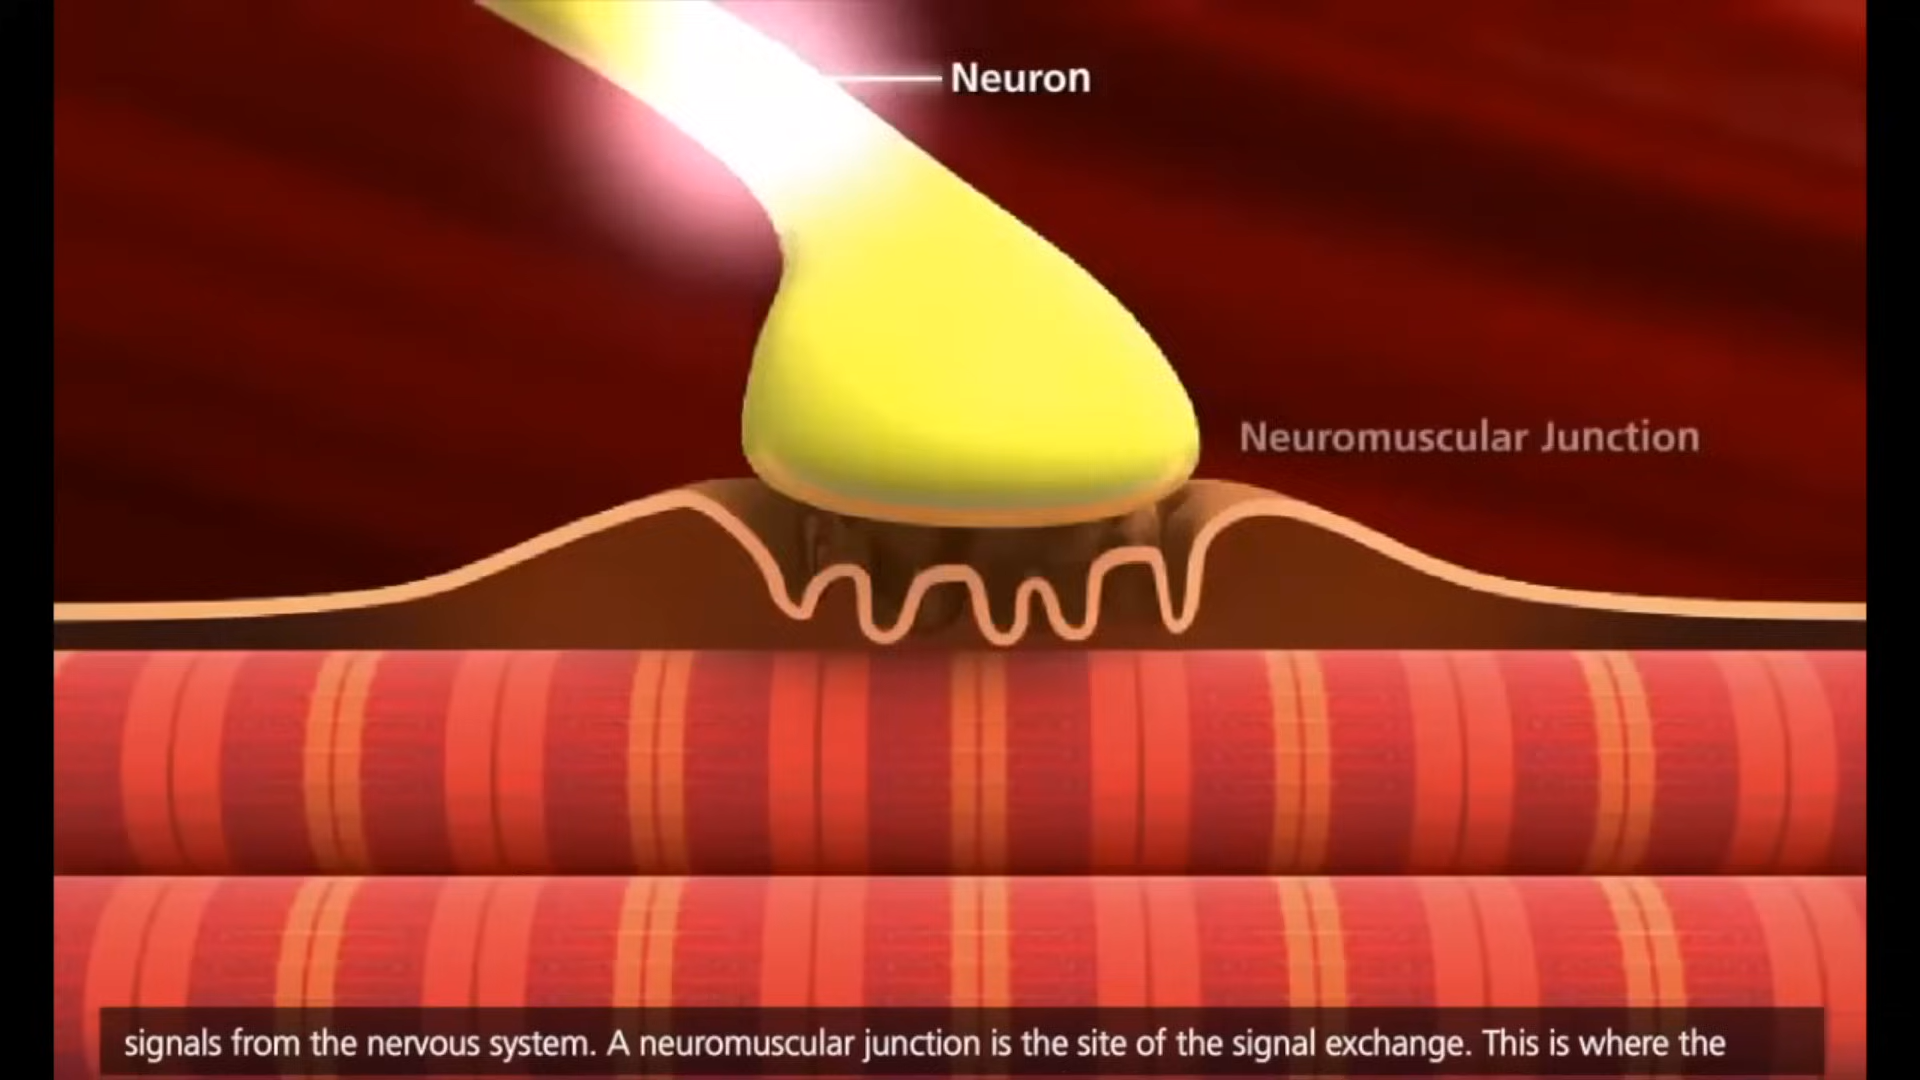 Neuron
Neuromuscular Junction
signals from the nervous system. A neuromuscular junction is the site of the signal exchange. This is where the